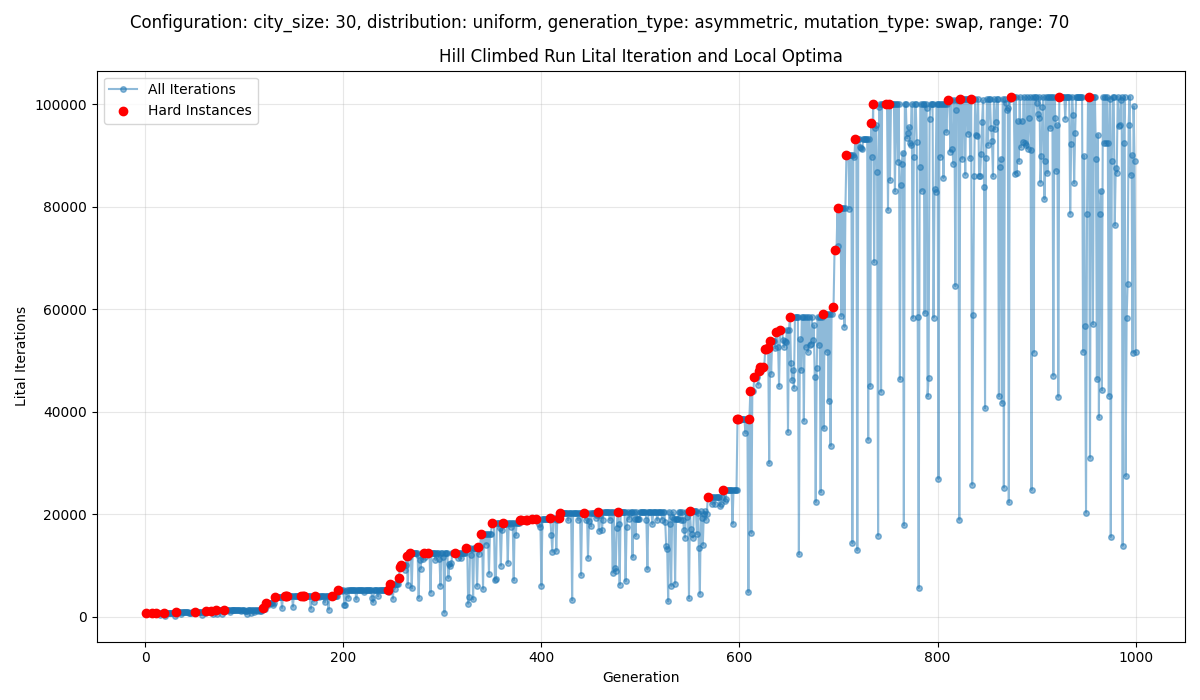 Configuration: city_size: 30, distribution: uniform, generation_type: asymmetric, mutation_type: swap, range: 70
Hill Climbed Run Lital Iteration and Local Optima
All Iterations
Hard Instances
100000
80000
60000
40000
20000
0
Lital Iterations
0 200 400 600 800 1000
Generation